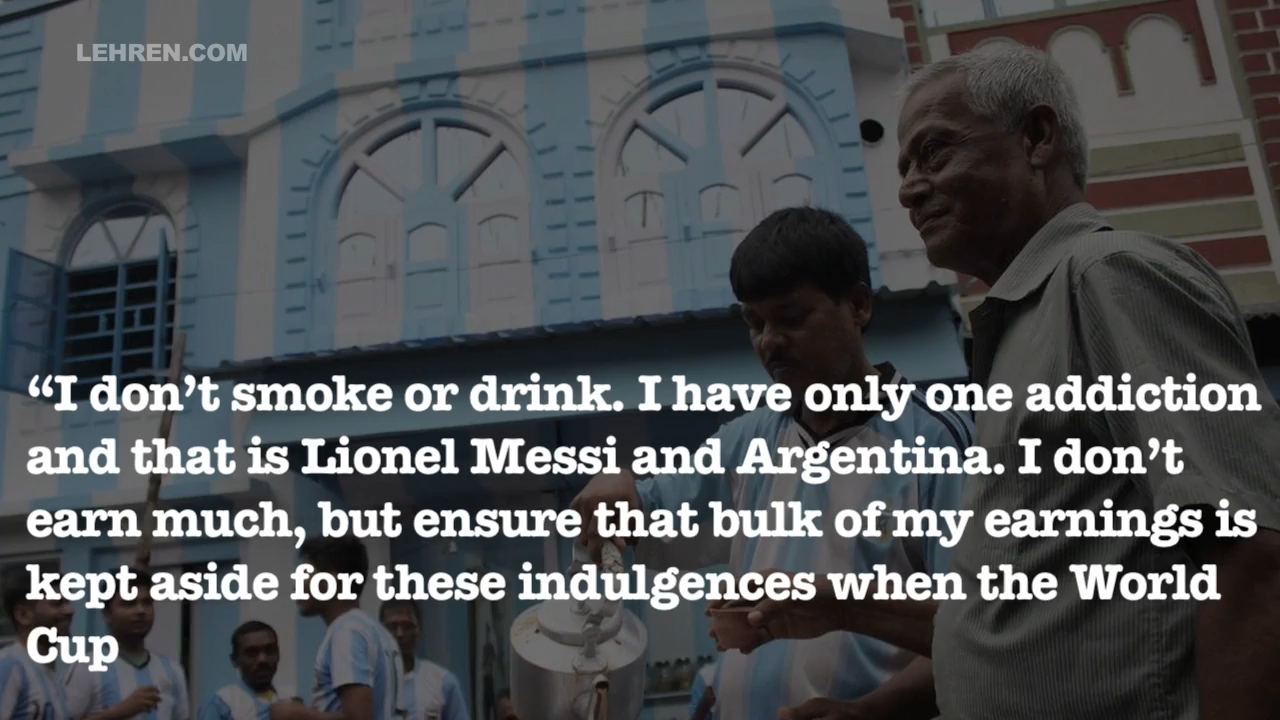 LEHREN.COM
“I don’t smoke or drink. I have only one addiction
and that is Lionel Messi and Argentina. I don’t
earn much, but ensure that bulk of my earnings is
kept aside for these indulgences when the World
Cup